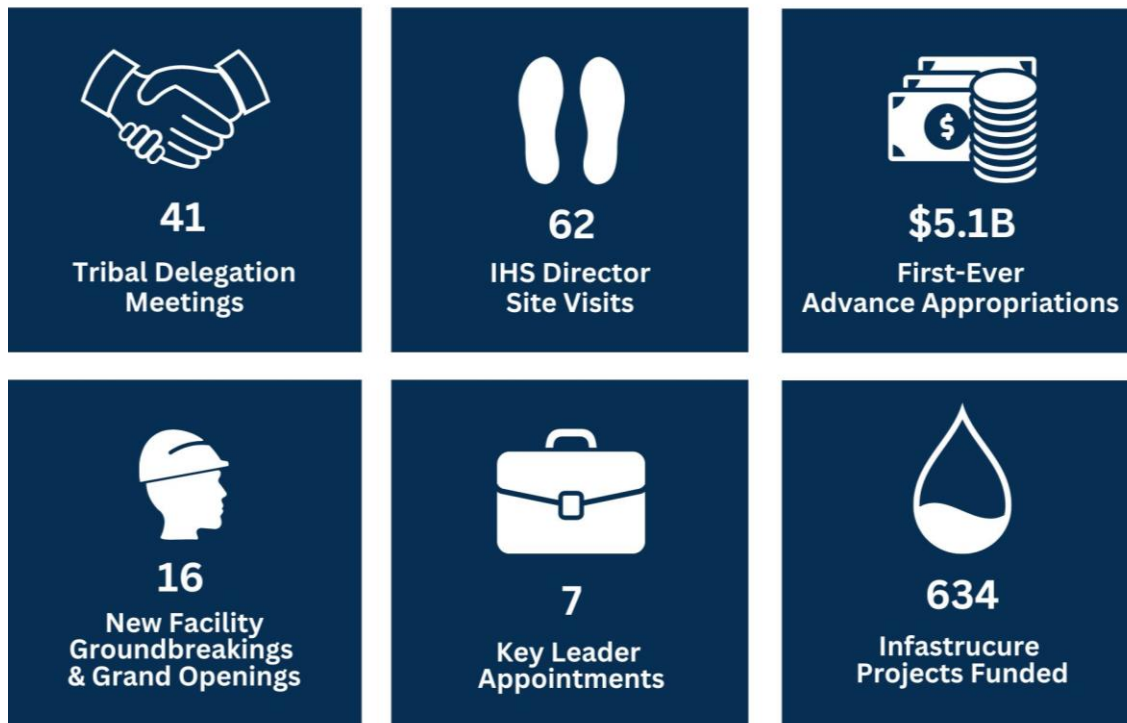 41
Tribal Delegation
Meetings
62
IHS Director
Site Visits
$
$5.1B
First-Ever
Advance Appropriations
16
New Facility
Groundbreakings
& Grand Openings
7
Key Leader
Appointments
634
Infastrucure
Projects Funded